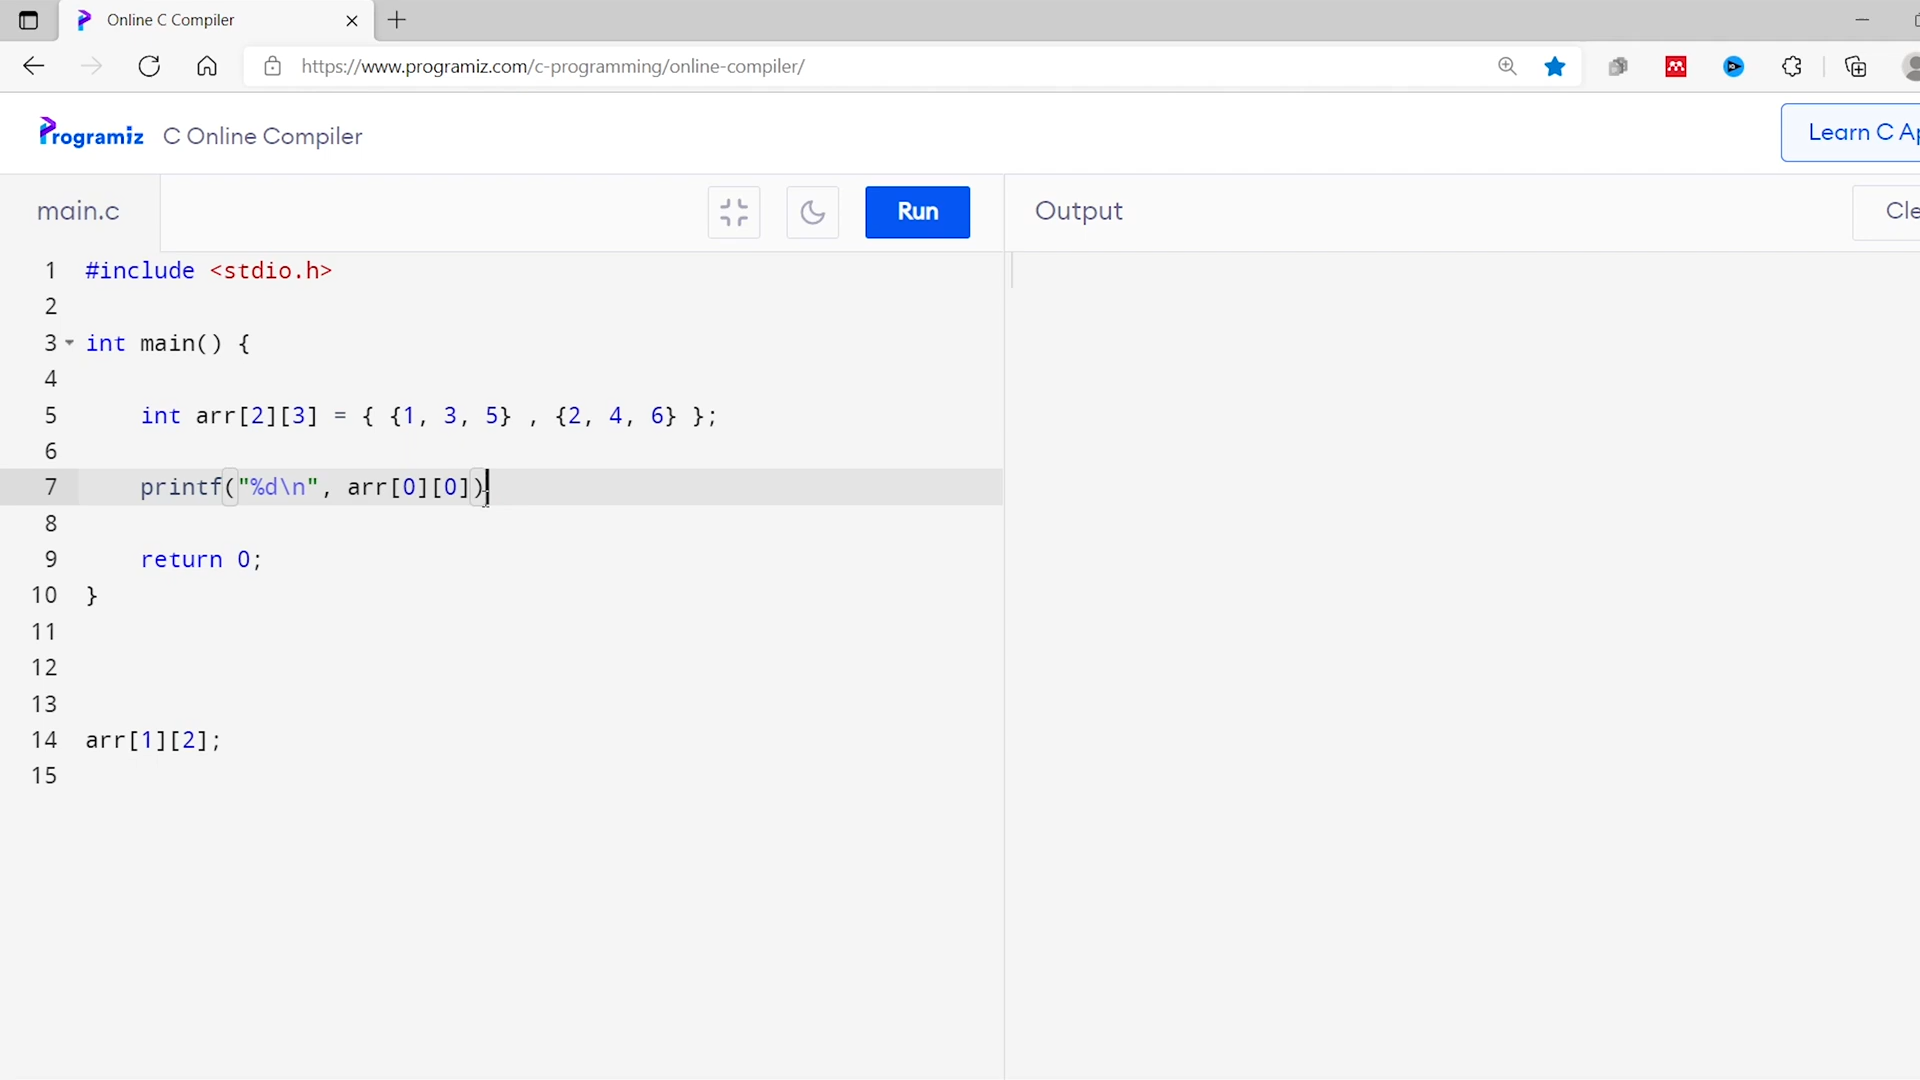 Online C Compiler
https://www.programiz.com/c-programming/online-compiler/
Programiz C Online Compiler
Learn C Ap
main.c
Run
Output
Cle
1 #include <stdio.h>
2
3 int main() {
4
5 int arr[2][3] = { {1, 3, 5} , {2, 4, 6} };
6
7 printf("%d\n", arr[0][0])
8
9 return 0;
10 }
11
12
13
14 arr[1][2];
15